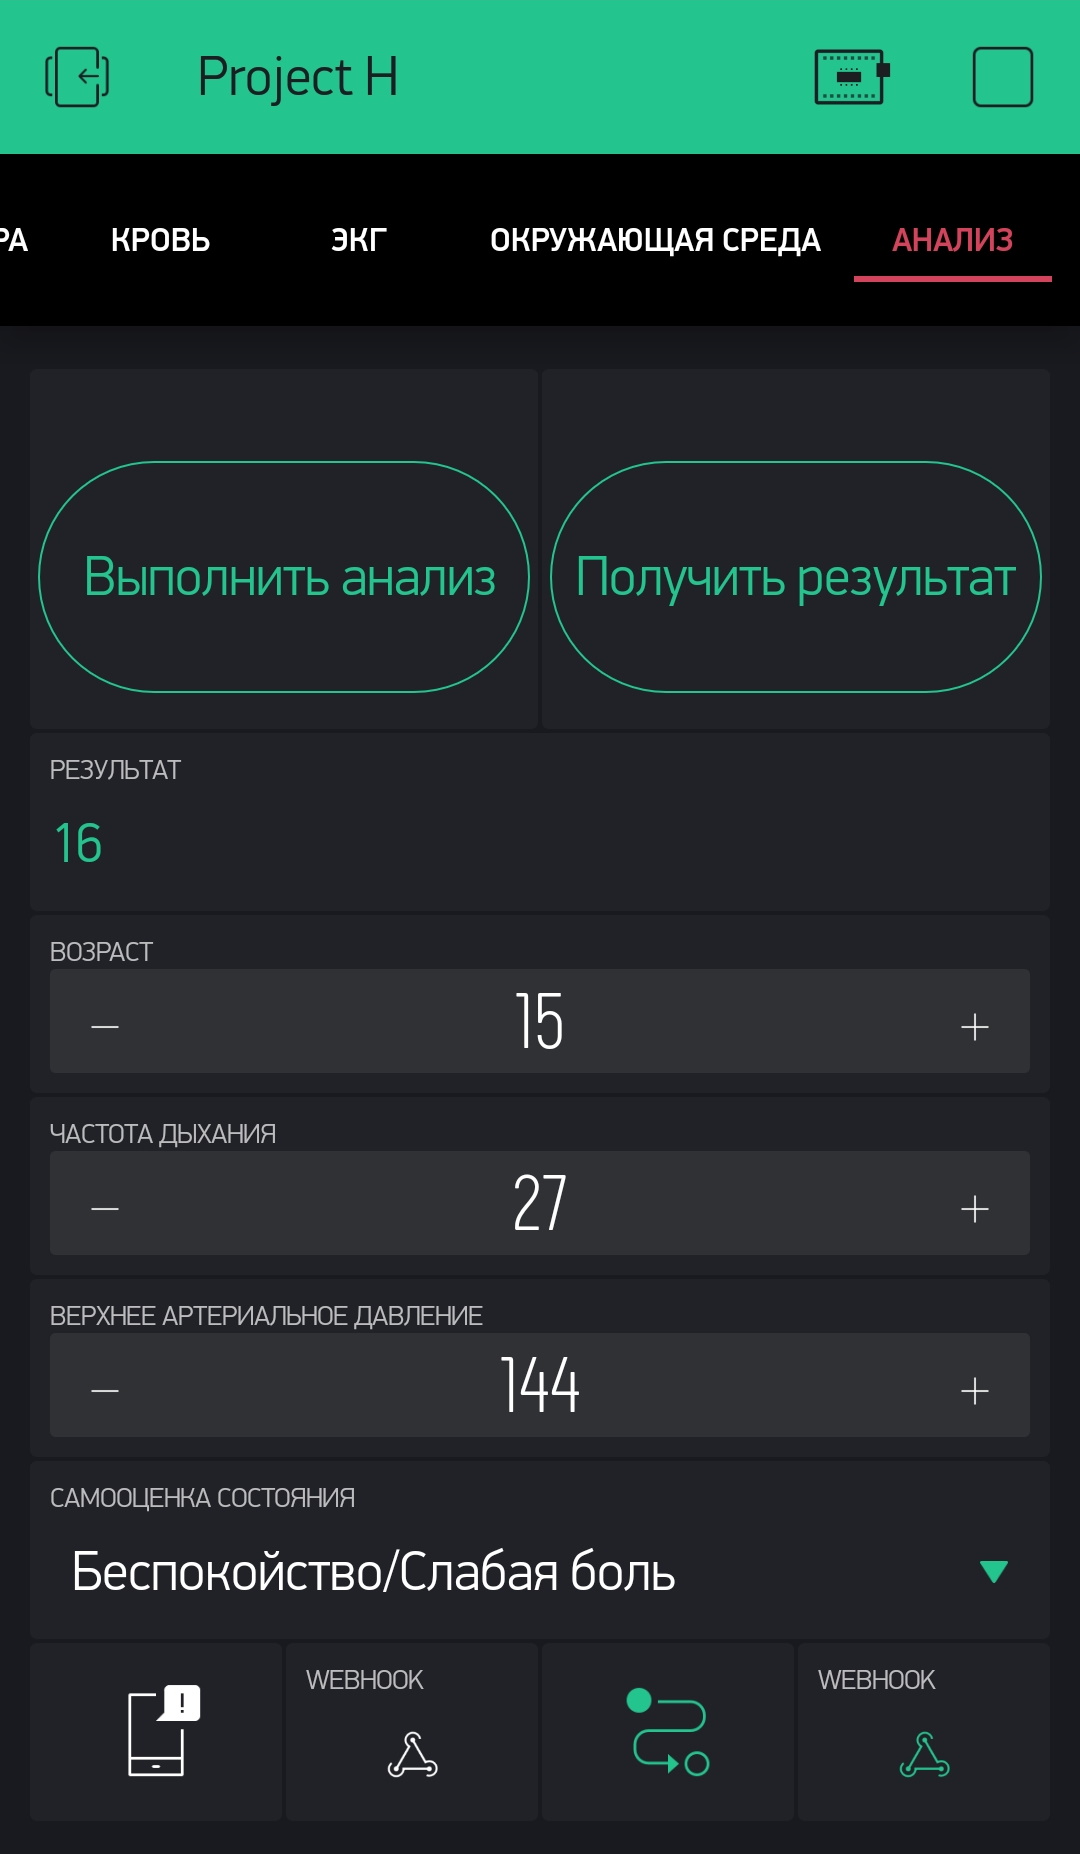 Project H
РА КРОВЬ ЭКГ ОКРУЖАЮЩАЯ СРЕДА АНАЛИЗ
Выполнить анализ Получить результат
РЕЗУЛЬТАТ
16
ВОЗРАСТ
– 15 +
ЧАСТОТА ДЫХАНИЯ
– 27 +
ВЕРХНЕЕ АРТЕРИАЛЬНОЕ ДАВЛЕНИЕ
– 144 +
САМООЦЕНКА СОСТОЯНИЯ
Беспокойство/Слабая боль
WEBHOOK WEBHOOK